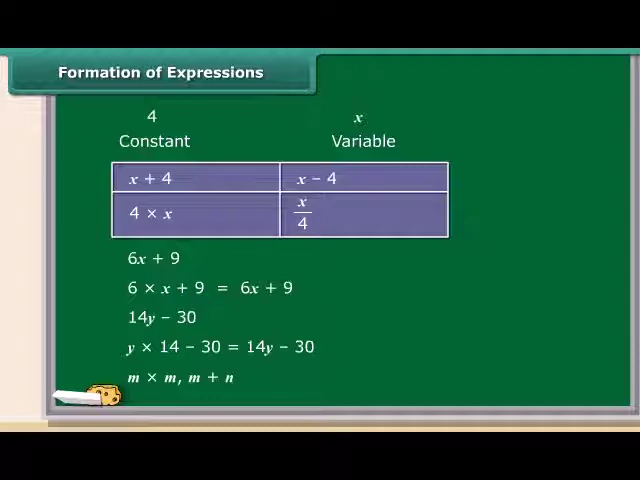 Formation of Expressions
4 x
Constant Variable
x + 4 x – 4
4 × x x/4
6x + 9
6 × x + 9 = 6x + 9
14y – 30
y × 14 – 30 = 14y – 30
m × m, m + n